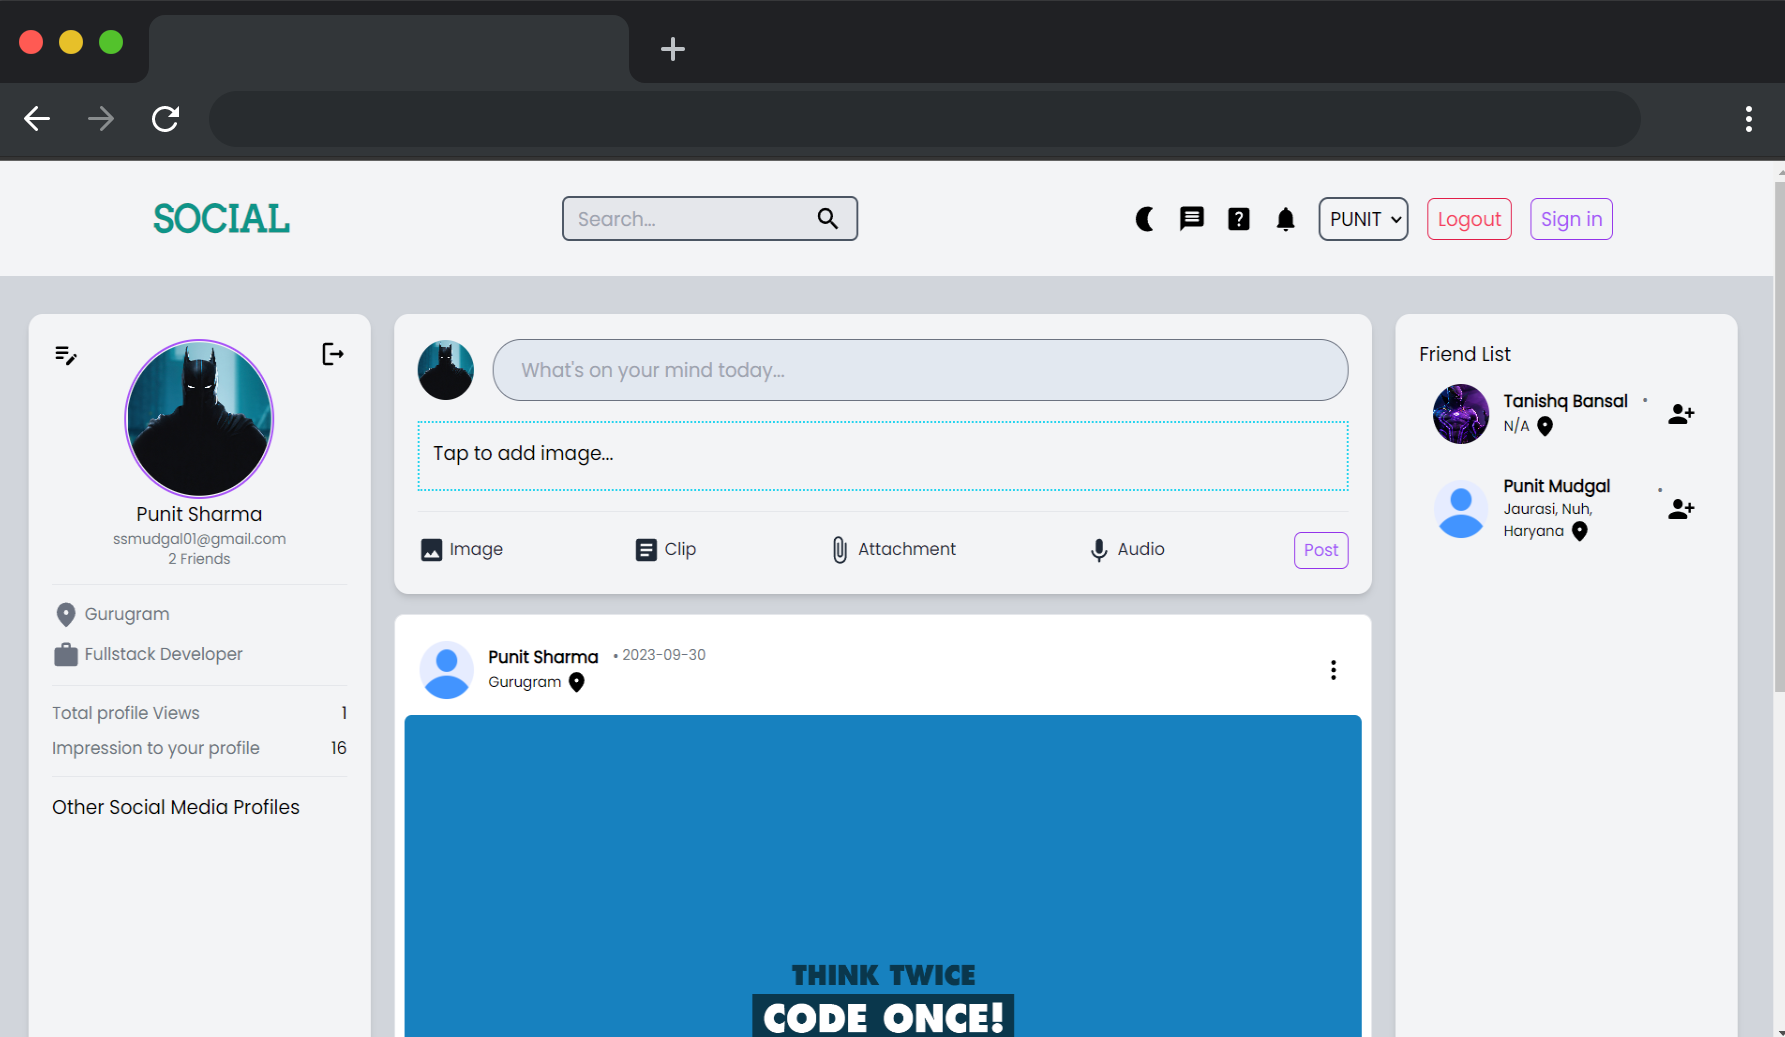 SOCIAL
Search...
PUNIT
Logout
Sign in
Punit Sharma
ssmudgal01@gmail.com
2 Friends
Gurugram
Fullstack Developer
Total profile Views 1
Impression to your profile 16
Other Social Media Profiles
What's on your mind today...
Tap to add image...
Image
Clip
Attachment
Audio
Post
Punit Sharma • 2023-09-30
Gurugram
THINK TWICE
CODE ONCE!
Friend List
Tanishq Bansal •
N/A
Punit Mudgal •
Jaurasi, Nuh,
Haryana